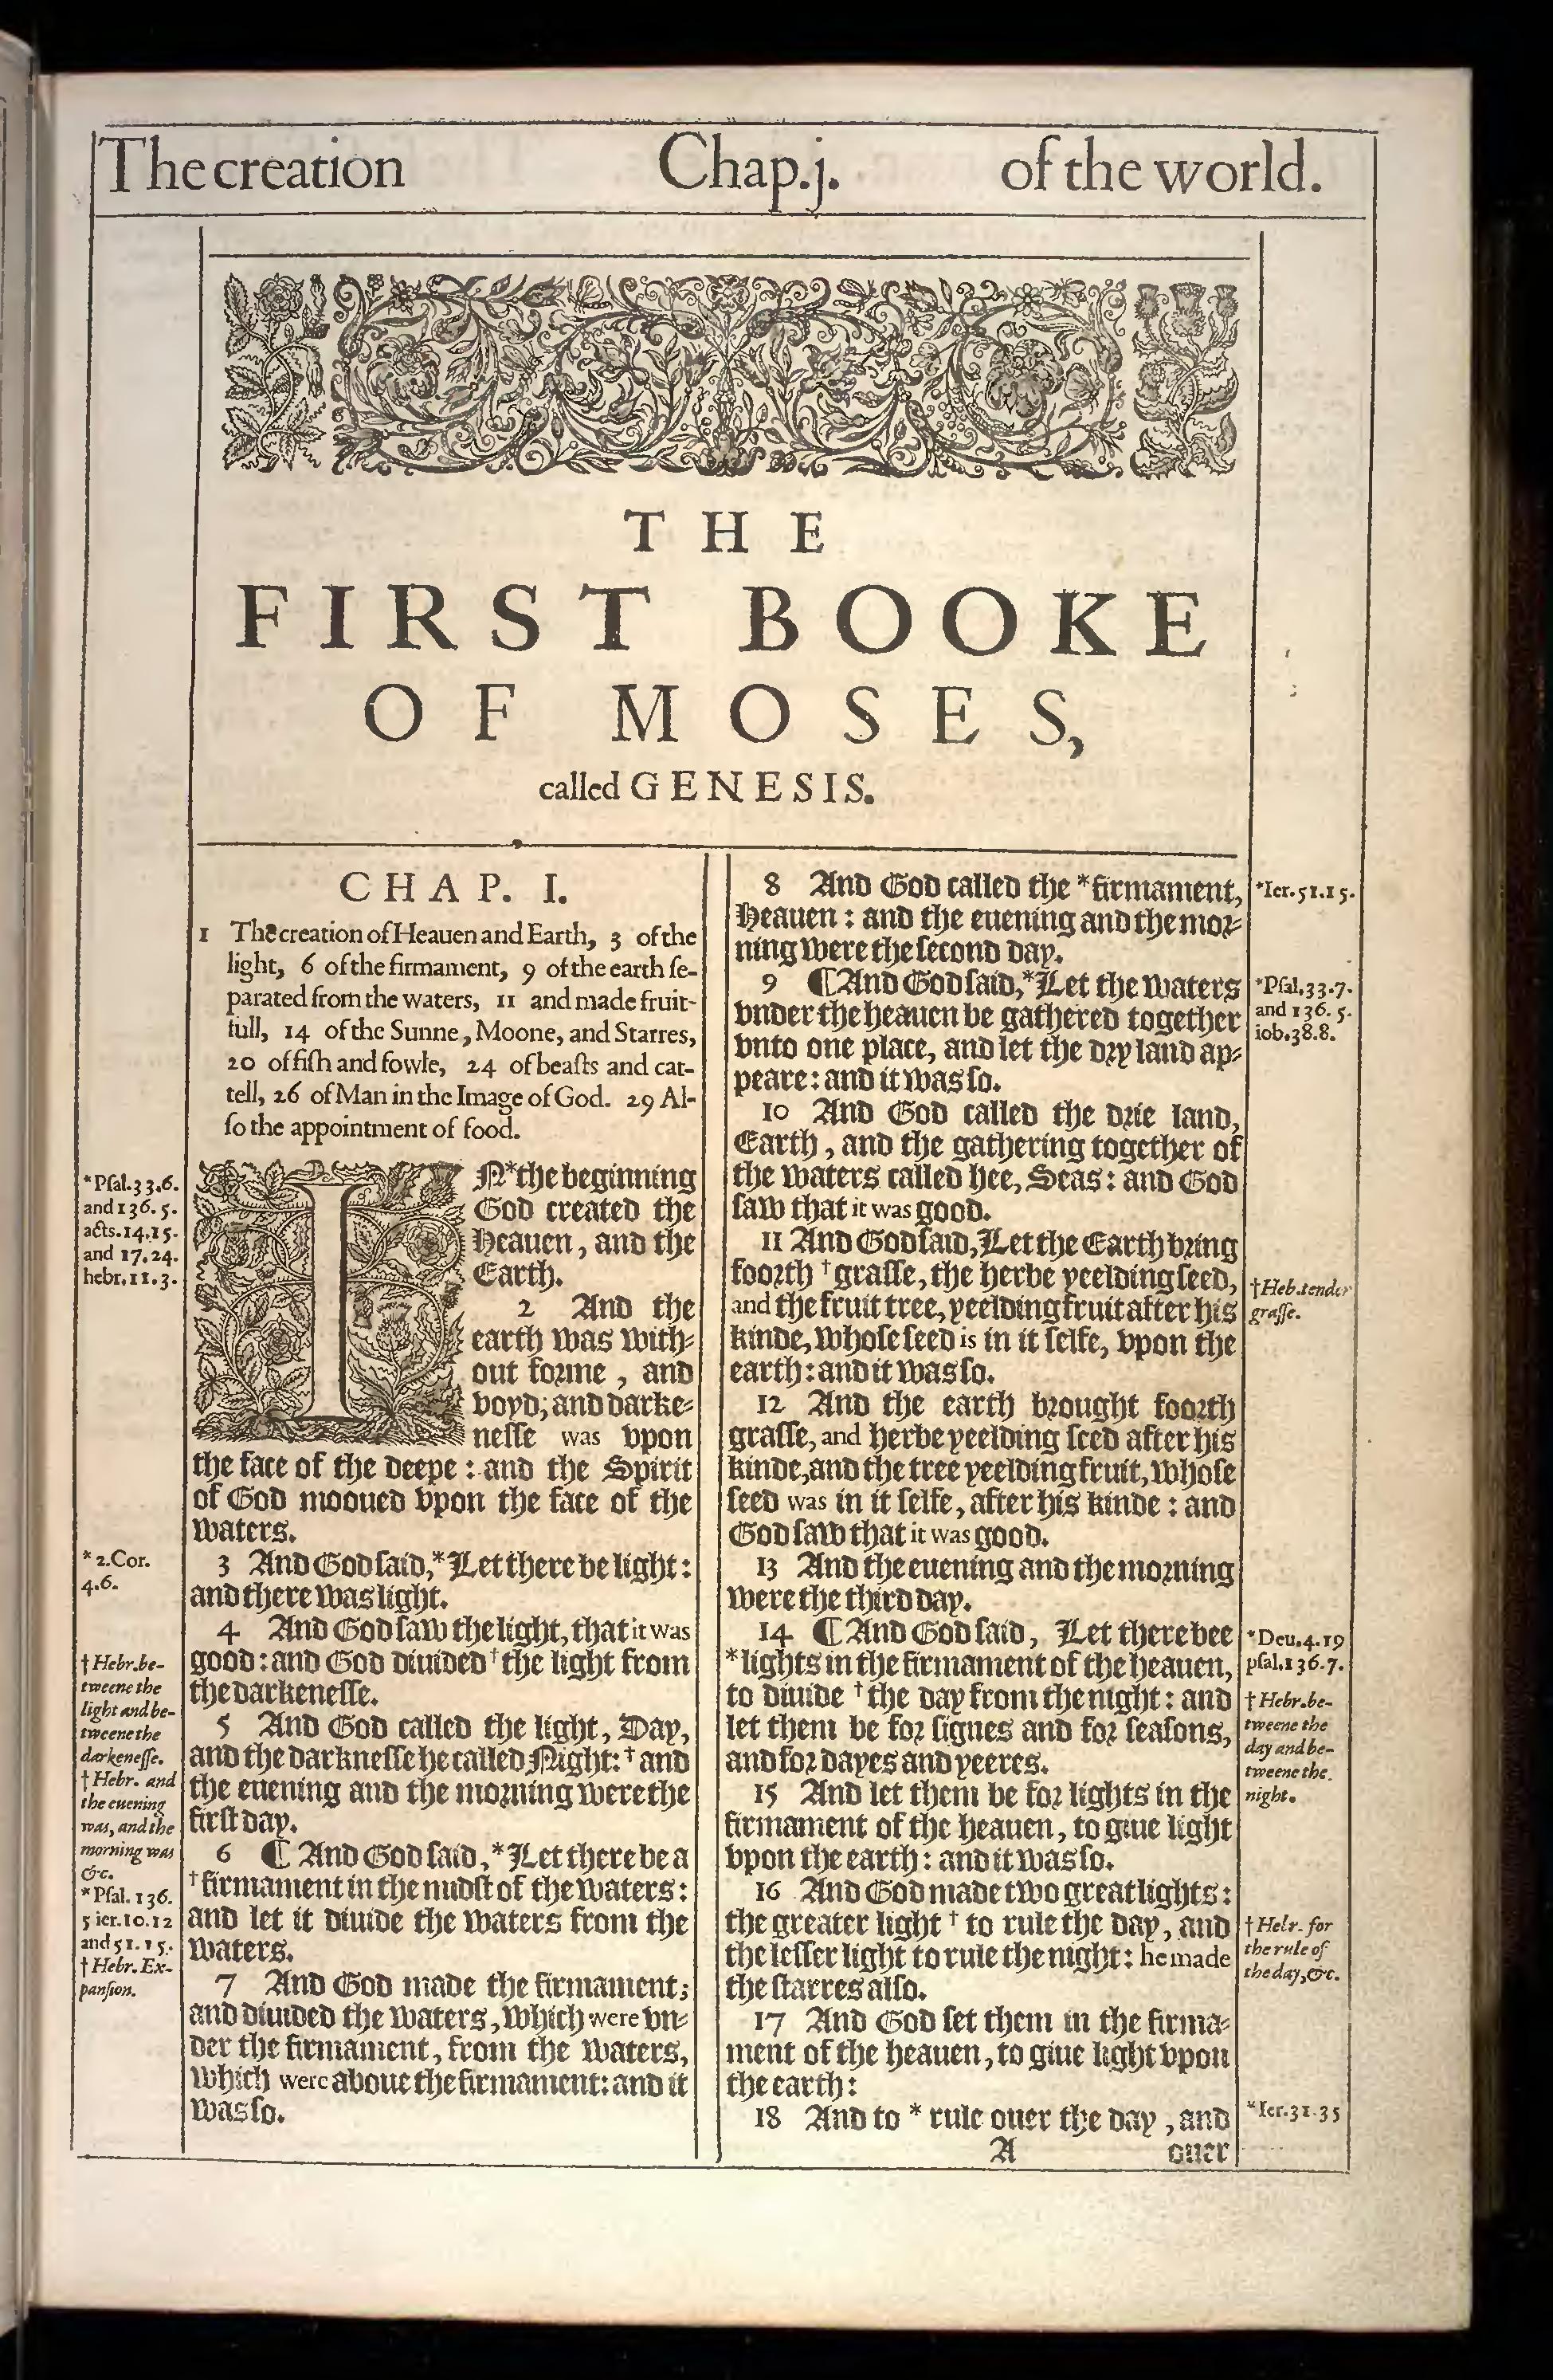 The creation Chap.j. of the world.
THE
FIRST BOOKE
OF MOSES,
called GENESIS.
CHAP. I.
1 The creation of Heauen and Earth, 3 of the
light, 6 of the firmament, 9 of the earth ſe-
parated from the waters, 11 and made fruit-
full, 14 of the Sunne, Moone, and Starres,
20 of fiſh and fowle, 24 of beaſts and cat-
tell, 26 of Man in the Image of God. 29 Al-
ſo the appointment of food.
IN *the beginning
God created the
Heauen, and the
Earth.
2 And the
earth was with-
out forme, and
voyd; and darke-
neſſe was vpon
the face of the deepe: and the Spirit
of God mooued vpon the face of the
waters.
3 And God ſaid, *Let there be light:
and there was light.
4 And God ſaw the light, that it was
good: and God diuided †the light from
the darkeneſſe.
5 And God called the light, Day,
and the darkneſſe he called Night: †and
the euening and the morning were the
firſt day.
6 ¶ And God ſaid, *Let there be a
†firmament in the midſt of the waters:
and let it diuide the waters from the
waters.
7 And God made the firmament;
and diuided the waters, which were vn-
der the firmament, from the waters,
which were aboue the firmament: and it
was ſo.
*Pſal.33.6.
and 136.5.
acts.14.15.
and 17.24.
hebr.11.3.
*2.Cor.
4.6.
†Hebr.be-
tweene the
light and be-
tweene the
darkeneſſe.
†Hebr. and
the euening
was, and the
morning was
&c.
*Pſal.136.
5 ier.10.12
and 51.15.
†Hebr. Ex-
panſion.
8 And God called the *firmament,
Heauen: and the euening and the mor-
ning were the ſecond day.
9 ¶ And God ſaid, *Let the waters
vnder the heauen be gathered together
vnto one place, and let the dry land ap-
peare: and it was ſo.
10 And God called the drie land,
Earth, and the gathering together of
the waters called hee, Seas: and God
ſaw that it was good.
11 And God ſaid, Let the Earth bring
foorth †graſſe, the herbe yeelding ſeed,
and the fruit tree, yeelding fruit after his
kinde, whoſe ſeed is in it ſelfe, vpon the
earth: and it was ſo.
12 And the earth brought foorth
graſſe, and herbe yeelding ſeed after his
kinde, and the tree yeelding fruit, whoſe
ſeed was in it ſelfe, after his kinde: and
God ſaw that it was good.
13 And the euening and the morning
were the third day.
14 ¶ And God ſaid, Let there bee
*lights in the firmament of the heauen,
to diuide †the day from the night: and
let them be for ſignes and for ſeaſons,
and for dayes and yeeres.
15 And let them be for lights in the
firmament of the heauen, to giue light
vpon the earth: and it was ſo.
16 And God made two great lights:
the greater light †to rule the day, and
the leſſer light to rule the night: he made
the ſtarres alſo.
17 And God ſet them in the firma-
ment of the heauen, to giue light vpon
the earth:
18 And to *rule ouer the day, and
A ouer
*Ier.51.15.
*Pſal.33.7.
and 136.5.
iob.38.8.
†Heb.tender
graſſe.
*Deu.4.19
pſal.136.7.
†Hebr.be-
tweene the
day and be-
tweene the
night.
†Hebr. for
the rule of
the day, &c.
*Ier.31.35